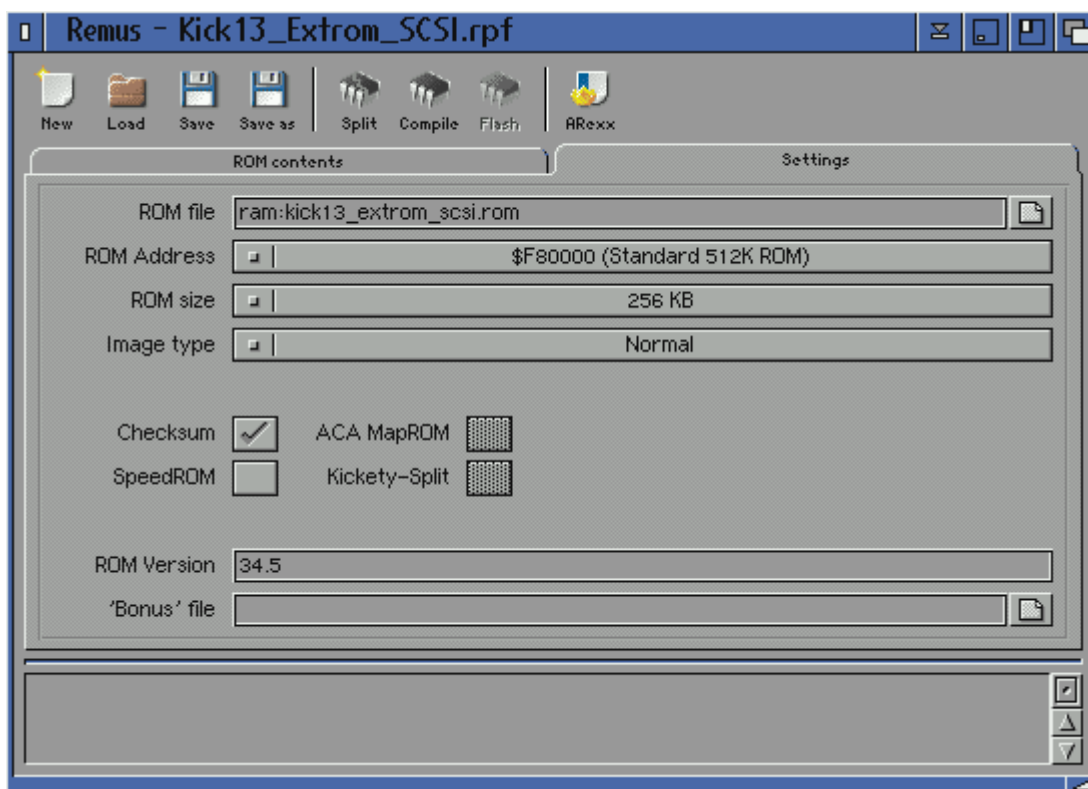 Remus - Kick13_Extrom_SCSI.rpf
New Load Save Save as Split Compile Flash ARexx
ROM contents Settings
ROM file ram:kick13_extrom_scsi.rom
ROM Address $F80000 (Standard 512K ROM)
ROM size 256 KB
Image type Normal
Checksum ACA MapROM
SpeedROM Kickety-Split
ROM Version 34.5
'Bonus' file